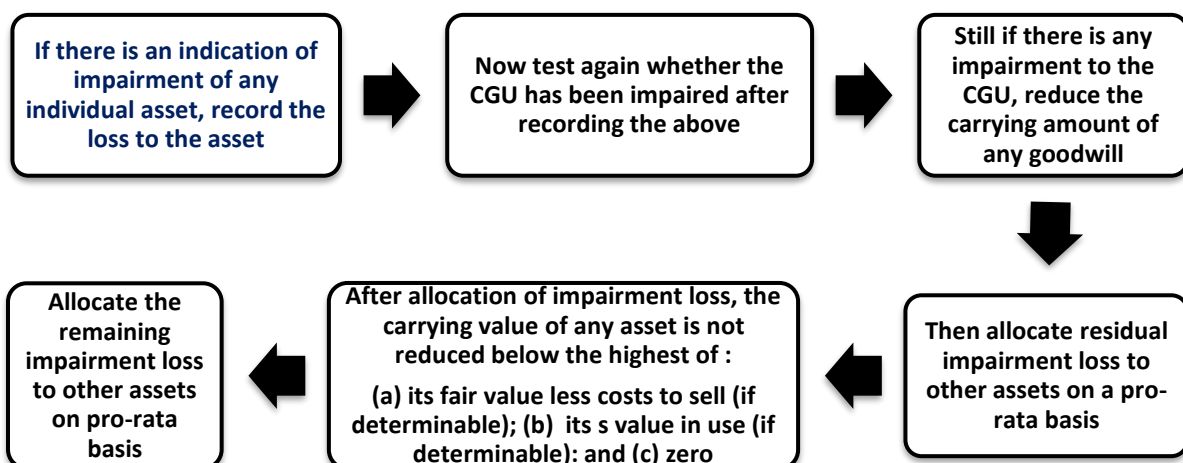 If there is an indication of
impairment of any
individual asset, record the
loss to the asset
Now test again whether the
CGU has been impaired after
recording the above
Still if there is any
impairment to the
CGU, reduce the
carrying amount of
any goodwill
Then allocate residual
impairment loss to
other assets on a pro-
rata basis
After allocation of impairment loss, the
carrying value of any asset is not
reduced below the highest of :
(a) its fair value less costs to sell (if
determinable); (b) its s value in use (if
determinable): and (c) zero
Allocate the
remaining
impairment loss
to other assets
on pro-rata
basis